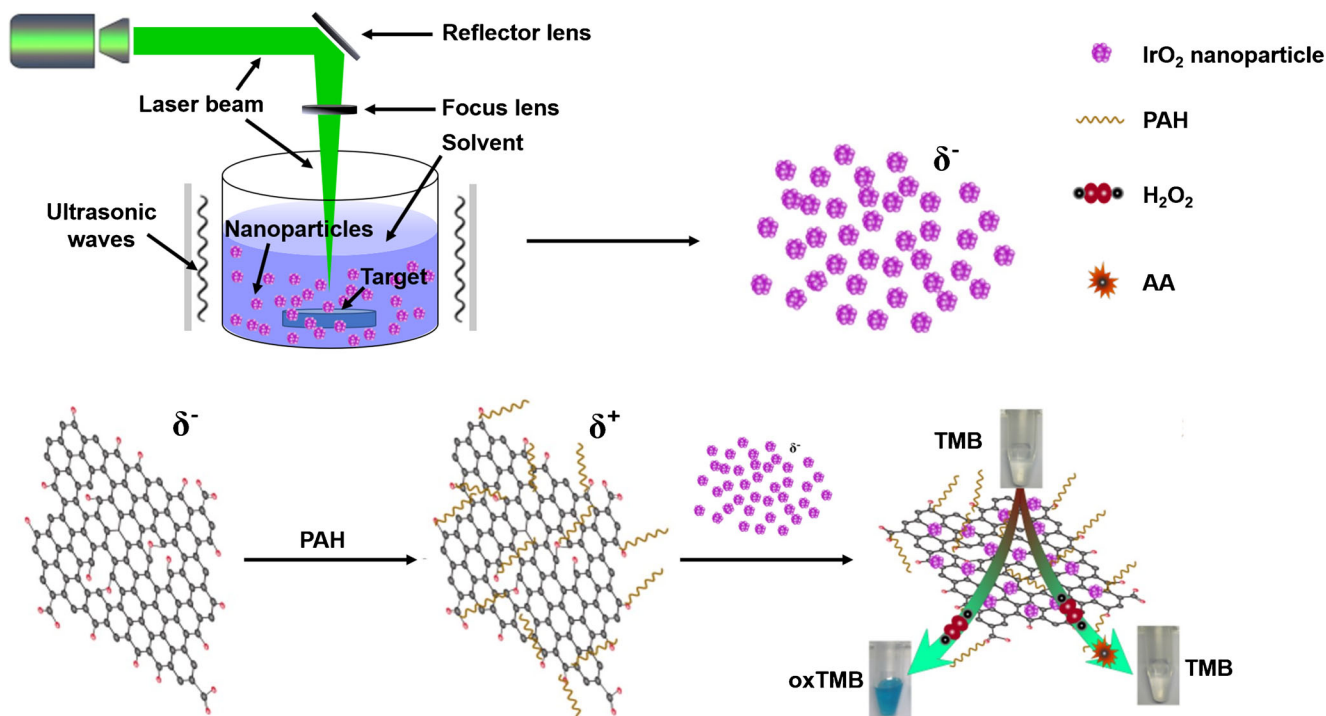 Reflector lens
Laser beam
Focus lens
Solvent
Ultrasonic
waves
Nanoparticles
Target
δ-
IrO₂ nanoparticle
PAH
H₂O₂
AA
δ-
PAH
δ+
δ-
TMB
oxTMB
TMB